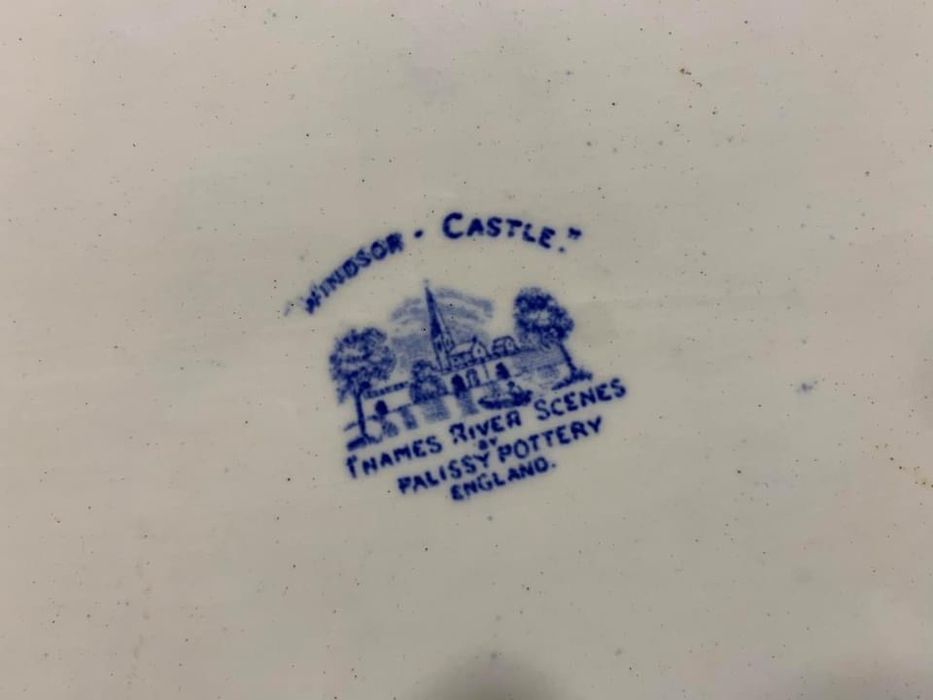 "WINDSOR · CASTLE."
THAMES RIVER SCENES
BY
PALISSY POTTERY
ENGLAND.